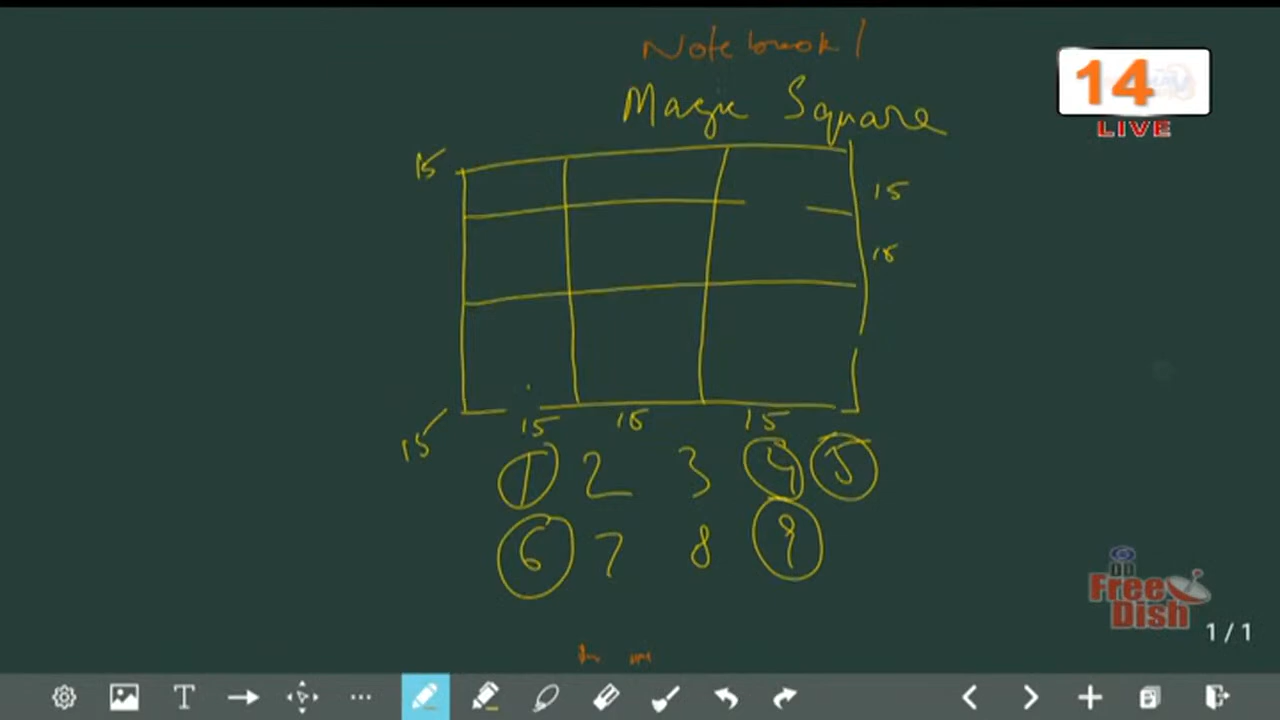 Notebook 1
14
LIVE
Magic Square
15
15
15
15
15 15 15
1 2 3 4 5
6 7 8 9
DD
Free
Dish
1/1
T